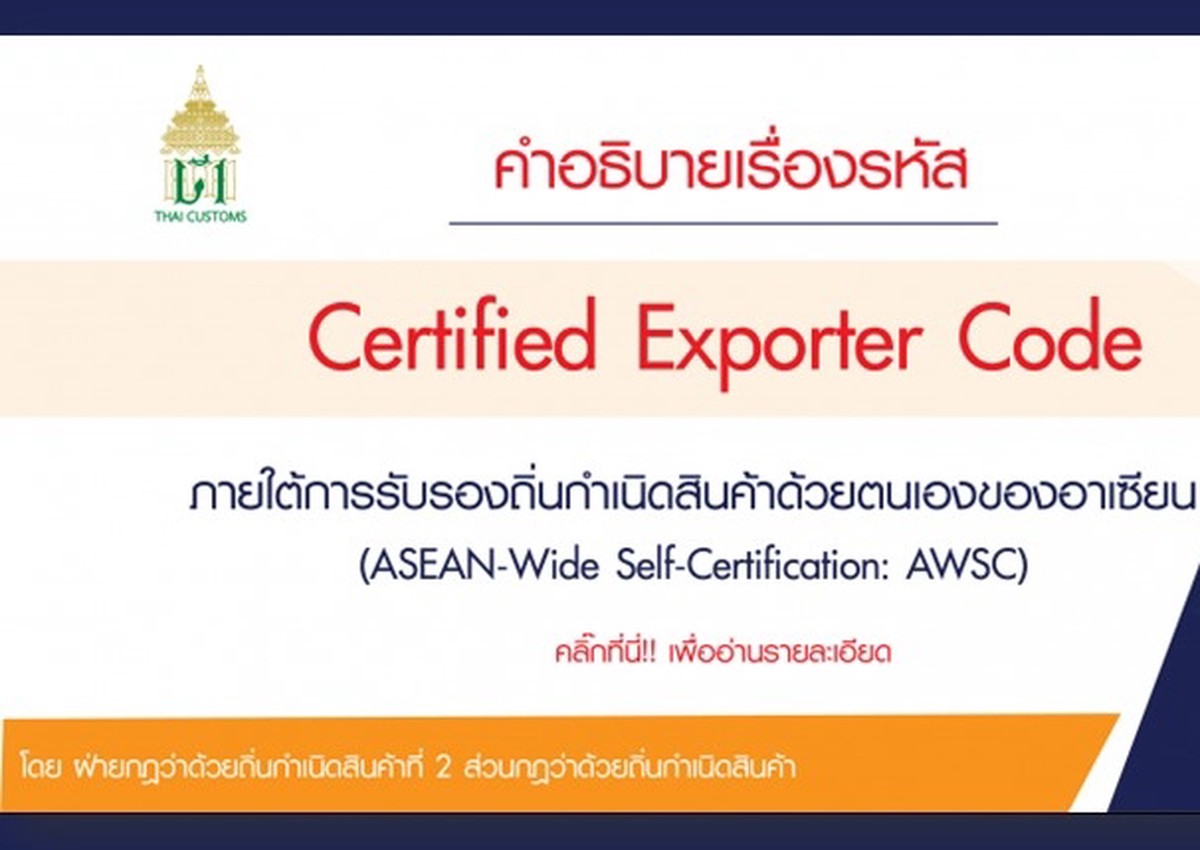 THAI CUSTOMS
คำอธิบายเรื่องรหัส
Certified Exporter Code
ภายใต้การรับรองถิ่นกำเนิดสินค้าด้วยตนเองของอาเซียน
(ASEAN-Wide Self-Certification: AWSC)
คลิ๊กที่นี่!! เพื่ออ่านรายละเอียด
โดย ฝ่ายกฎว่าด้วยถิ่นกำเนิดสินค้าที่ 2 ส่วนกฎว่าด้วยถิ่นกำเนิดสินค้า